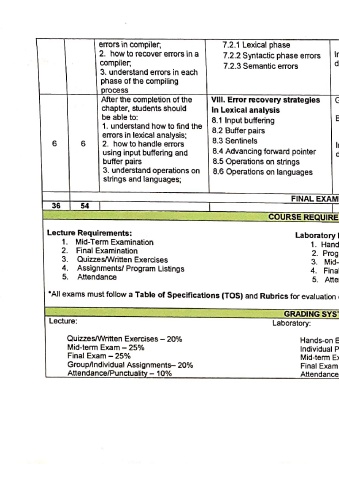 errors in compiler;
2. how to recover errors in a
compiler;
3. understand errors in each
phase of the compiling
process
7.2.1 Lexical phase
7.2.2 Syntactic phase errors
7.2.3 Semantic errors
6
6
After the completion of the
chapter, students should
be able to:
1. understand how to find the
errors in lexical analysis;
2. how to handle errors
using input buffering and
buffer pairs
3. understand operations on
strings and languages;
VIII. Error recovery strategies
in Lexical analysis
8.1 Input buffering
8.2 Buffer pairs
8.3 Sentinels
8.4 Advancing forward pointer
8.5 Operations on strings
8.6 Operations on languages
FINAL EXAM
36 54
COURSE REQUIRE
Lecture Requirements:
1. Mid-Term Examination
2. Final Examination
3. Quizzes/Written Exercises
4. Assignments/ Program Listings
5. Attendance
Laboratory
1. Hand
2. Prog
3. Mid-
4. Final
5. Atte
*All exams must follow a Table of Specifications (TOS) and Rubrics for evaluation
GRADING SYS
Lecture:
Quizzes/Written Exercises – 20%
Mid-term Exam – 25%
Final Exam – 25%
Group/Individual Assignments– 20%
Attendance/Punctuality – 10%
Laboratory:
Hands-on E
Individual P
Mid-term Ex
Final Exam
Attendance